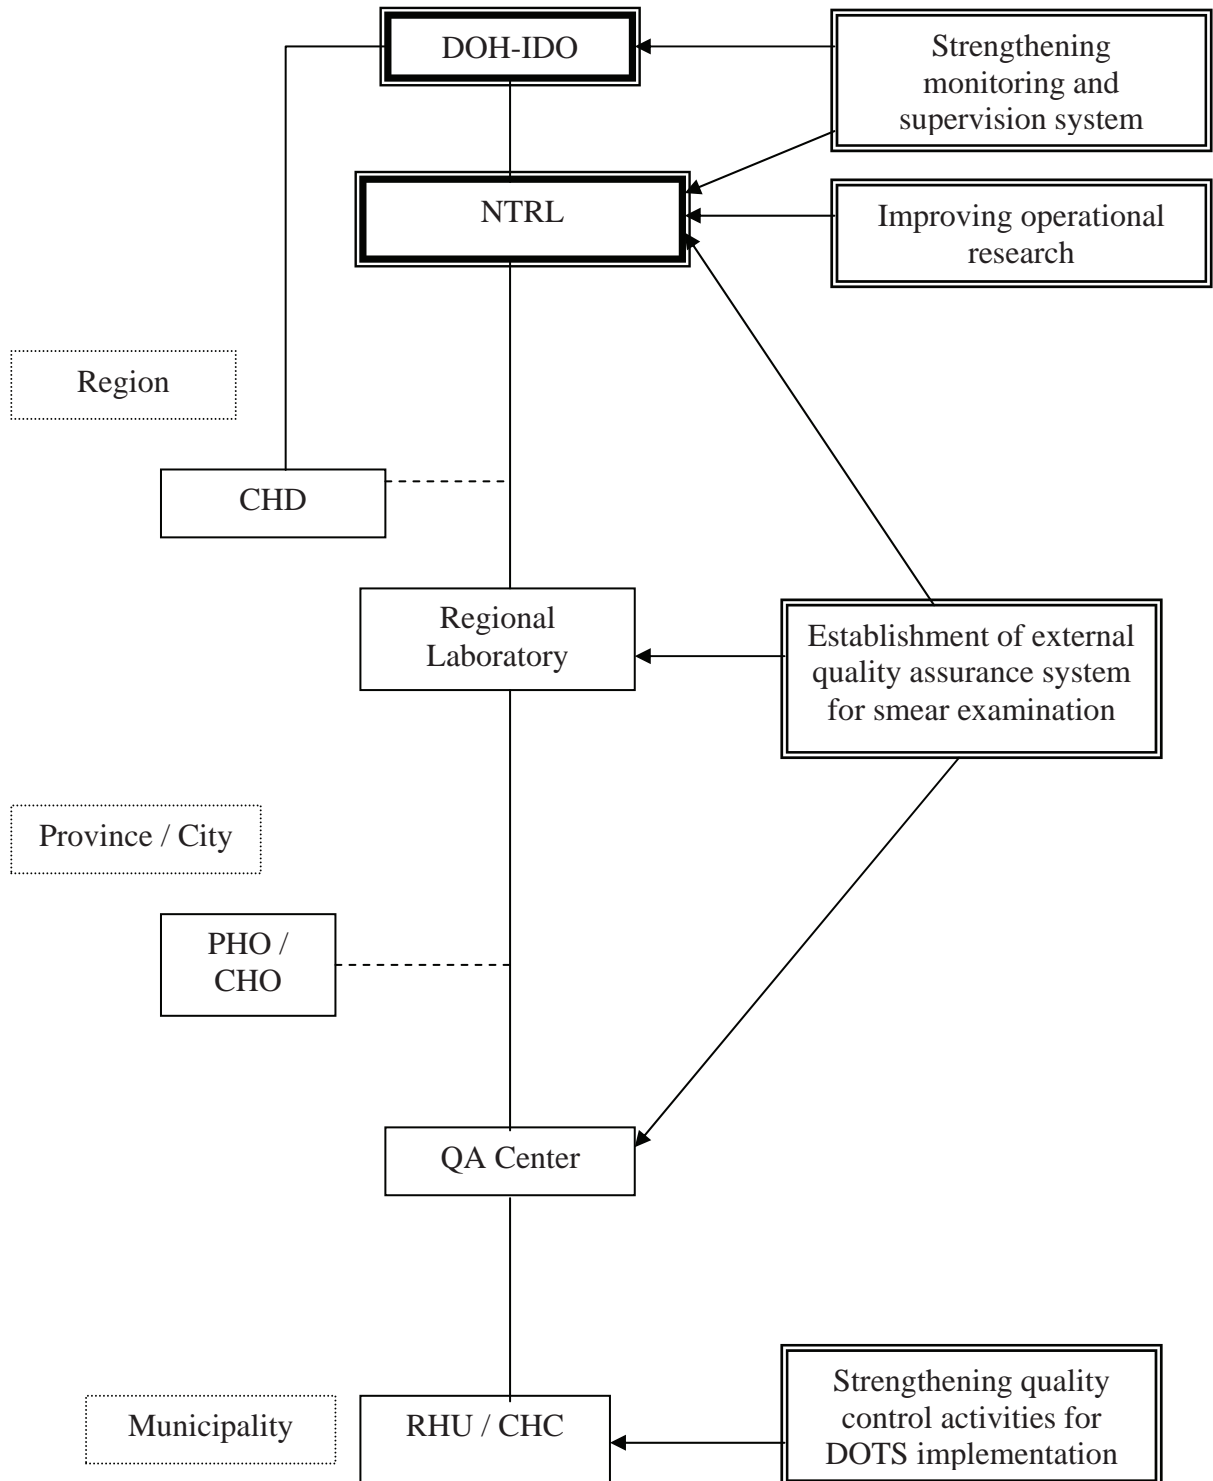 DOH-IDO
Strengthening
monitoring and
supervision system
NTRL
Improving operational
research
Region
CHD
Regional
Laboratory
Establishment of external
quality assurance system
for smear examination
Province / City
PHO /
CHO
QA Center
Municipality
RHU / CHC
Strengthening quality
control activities for
DOTS implementation